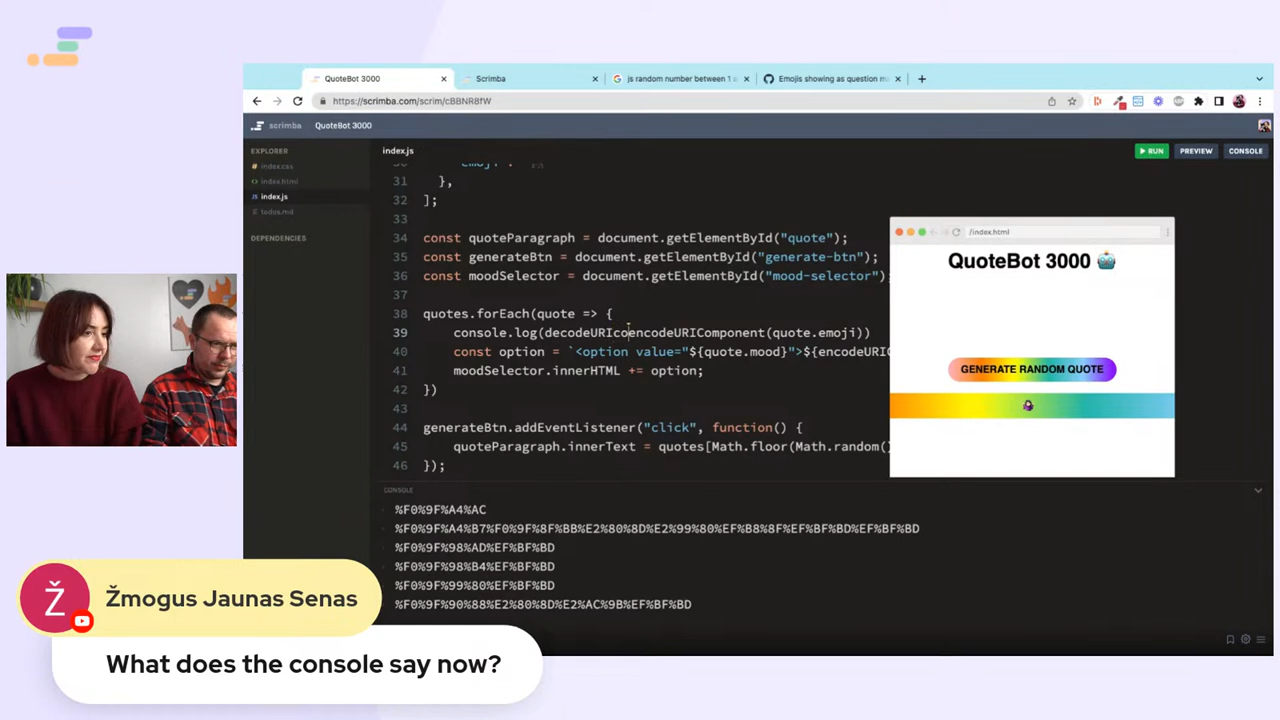 QuoteBot 3000
Scrimba
js random number between 1 a
Emojis showing as question m
https://scrimba.com/scrim/cBBNR8fW
scrimba
QuoteBot 3000
EXPLORER
index.css
index.html
index.js
todos.md
DEPENDENCIES
index.js
RUN
PREVIEW
CONSOLE
31 },
32 ];
33
34 const quoteParagraph = document.getElementById("quote");
35 const generateBtn = document.getElementById("generate-btn");
36 const moodSelector = document.getElementById("mood-selector");
37
38 quotes.forEach(quote => {
39 console.log(decodeURIcoencodeURIComponent(quote.emoji))
40 const option = `<option value="${quote.mood}">${encodeURIC
41 moodSelector.innerHTML += option;
42 })
43
44 generateBtn.addEventListener("click", function() {
45 quoteParagraph.innerText = quotes[Math.floor(Math.random()
46 });
/index.html
QuoteBot 3000 🤖
GENERATE RANDOM QUOTE
CONSOLE
%F0%9F%A4%AC
%F0%9F%A4%B7%F0%9F%8F%BB%E2%80%8D%E2%99%80%EF%B8%8F%EF%BF%BD%EF%BF%BD
%F0%9F%98%AD%EF%BF%BD
%F0%9F%98%B4%EF%BF%BD
%F0%9F%99%80%EF%BF%BD
%F0%9F%90%88%E2%80%8D%E2%AC%9B%EF%BF%BD
Ž
Žmogus Jaunas Senas
What does the console say now?